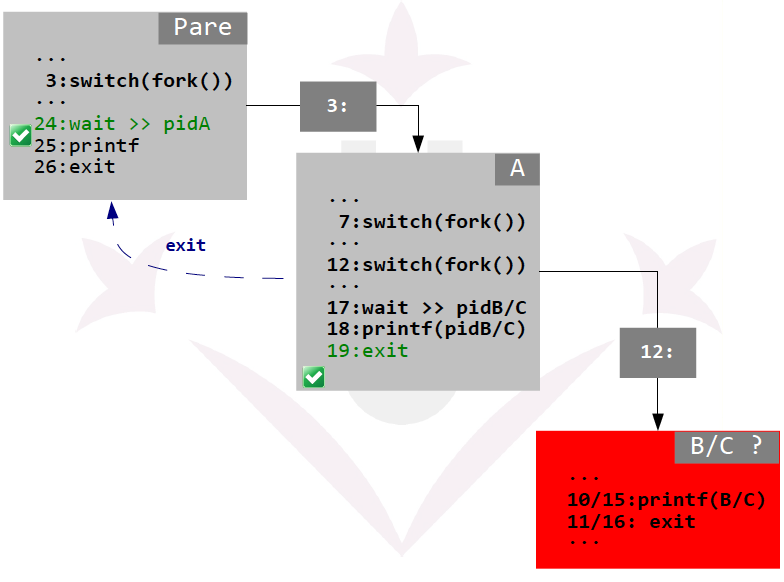 Pare
...
3:switch(fork())
...
24:wait >> pidA
25:printf
26:exit
3:
A
...
7:switch(fork())
...
12:switch(fork())
...
17:wait >> pidB/C
18:printf(pidB/C)
19:exit
exit
12:
B/C ?
...
10/15:printf(B/C)
11/16: exit
...